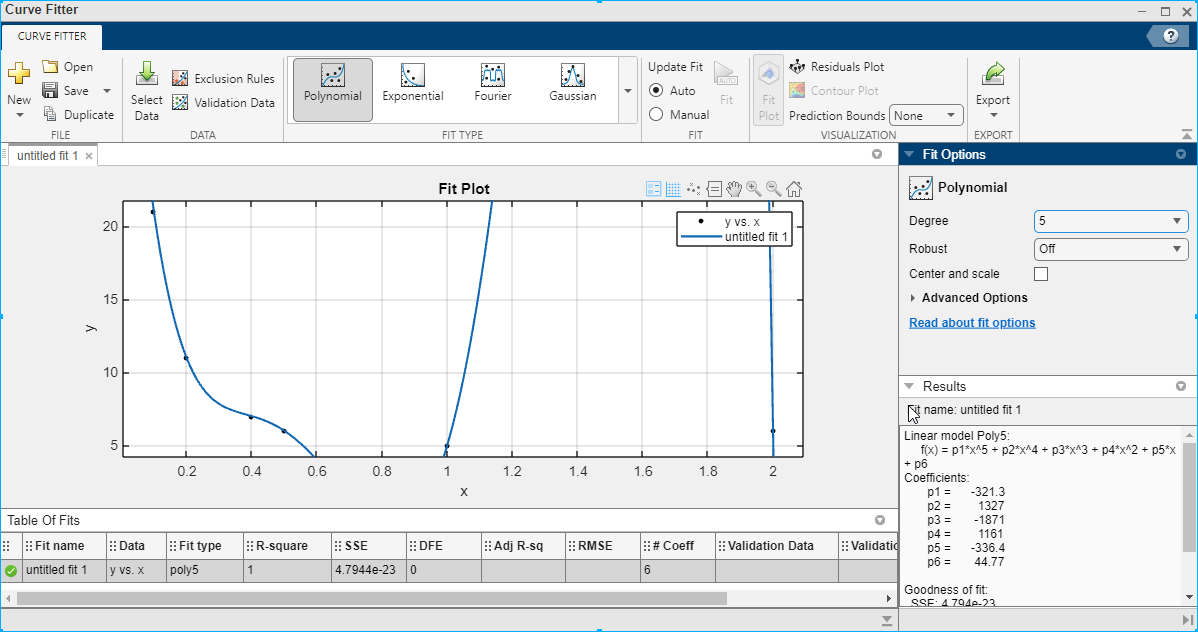 Curve Fitter
CURVE FITTER
New
Open
Save
Duplicate
FILE
Select
Data
Exclusion Rules
Validation Data
DATA
Polynomial
Exponential
Fourier
Gaussian
FIT TYPE
Update Fit
Auto
Manual
AUTO
Fit
FIT
Fit
Plot
Residuals Plot
Contour Plot
Prediction Bounds None
VISUALIZATION
Export
EXPORT
untitled fit 1
Fit Plot
y vs. x
untitled fit 1
20
15
10
5
y
0.2 0.4 0.6 0.8 1 1.2 1.4 1.6 1.8 2
x
Table Of Fits
Fit name Data Fit type R-square SSE DFE Adj R-sq RMSE # Coeff Validation Data
untitled fit 1 y vs. x poly5 1 4.7944e-23 0 6
Fit Options
Polynomial
Degree 5
Robust Off
Center and scale
Advanced Options
Read about fit options
Results
name: untitled fit 1
Linear model Poly5:
f(x) = p1*x^5 + p2*x^4 + p3*x^3 + p4*x^2 + p5*x
+ p6
Coefficients:
p1 = -321.3
p2 = 1327
p3 = -1871
p4 = 1161
p5 = -336.4
p6 = 44.77
Goodness of fit:
SSE: 4.794e-23